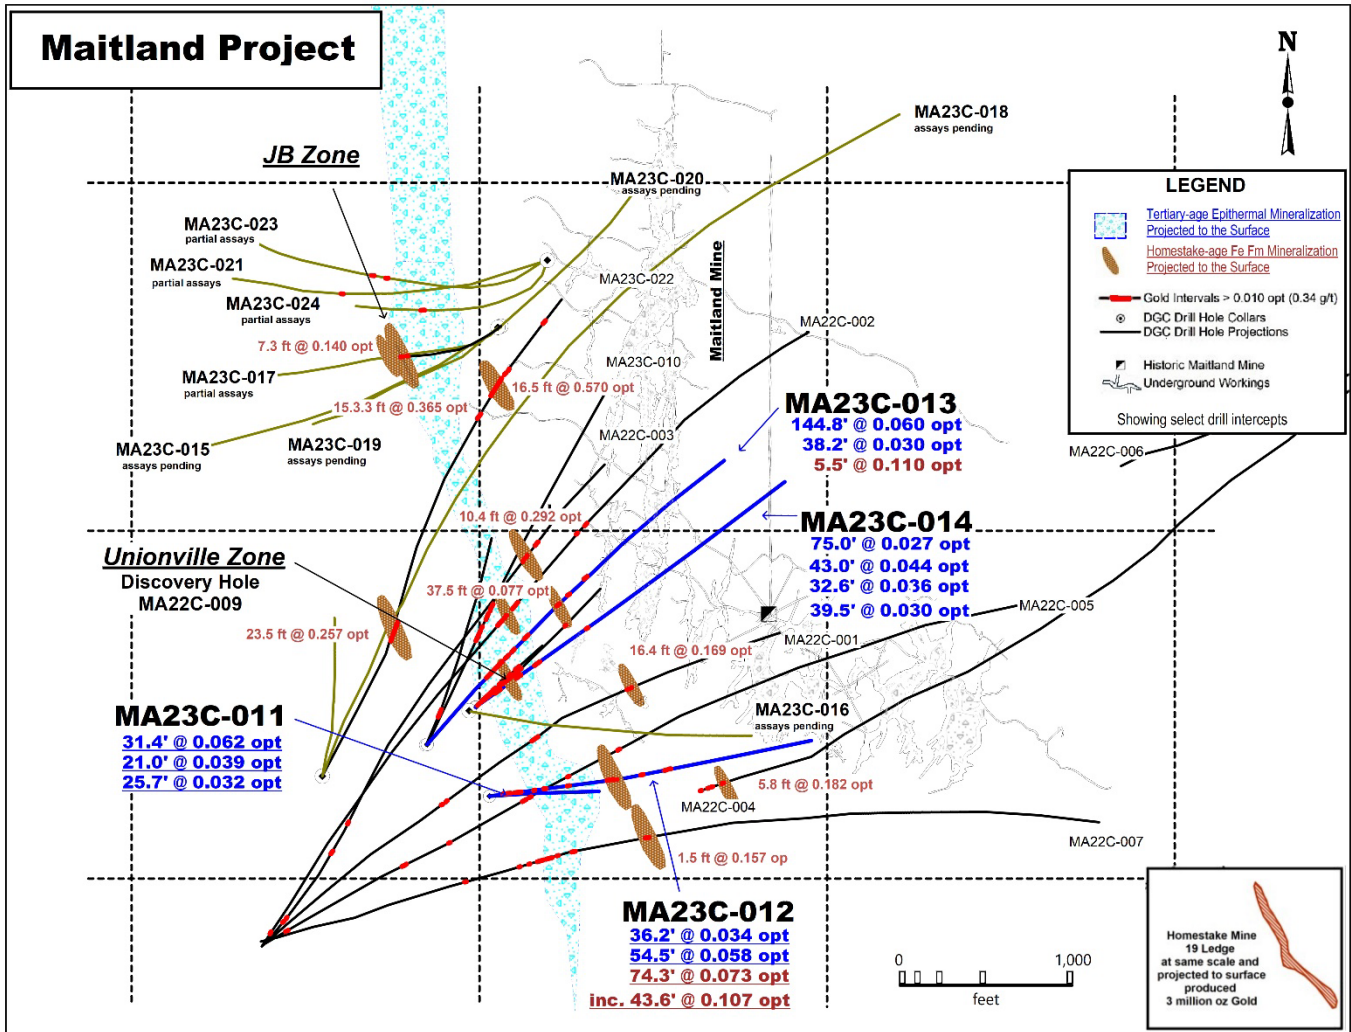 Maitland Project
N
MA23C-018
assays pending
JB Zone
MA23C-020
assays pending
LEGEND
Tertiary-age Epithermal Mineralization
Projected to the Surface
Homestake-age Fe Fm Mineralization
Projected to the Surface
Gold Intervals > 0.010 opt (0.34 g/t)
DGC Drill Hole Collars
DGC Drill Hole Projections
Historic Maitland Mine
Underground Workings
Showing select drill intercepts
MA23C-023
partial assays
MA23C-021
partial assays
MA23C-024
partial assays
MA23C-022
Maitland Mine
MA22C-002
7.3 ft @ 0.140 opt
MA23C-017
partial assays
MA23C-010
16.5 ft @ 0.570 opt
15.3.3 ft @ 0.365 opt
MA23C-019
assays pending
MA23C-015
assays pending
MA22C-003
MA23C-013
144.8' @ 0.060 opt
38.2' @ 0.030 opt
5.5' @ 0.110 opt
MA22C-006
10.4 ft @ 0.292 opt
MA23C-014
75.0' @ 0.027 opt
43.0' @ 0.044 opt
32.6' @ 0.036 opt
39.5' @ 0.030 opt
Unionville Zone
Discovery Hole
MA22C-009
37.5 ft @ 0.077 opt
23.5 ft @ 0.257 opt
MA22C-005
MA22C-001
16.4 ft @ 0.169 opt
MA23C-016
assays pending
MA23C-011
31.4' @ 0.062 opt
21.0' @ 0.039 opt
25.7' @ 0.032 opt
5.8 ft @ 0.182 opt
MA22C-004
MA22C-007
1.5 ft @ 0.157 op
MA23C-012
36.2' @ 0.034 opt
54.5' @ 0.058 opt
74.3' @ 0.073 opt
inc. 43.6' @ 0.107 opt
0
1,000
feet
Homestake Mine
19 Ledge
at same scale and
projected to surface
produced
3 million oz Gold